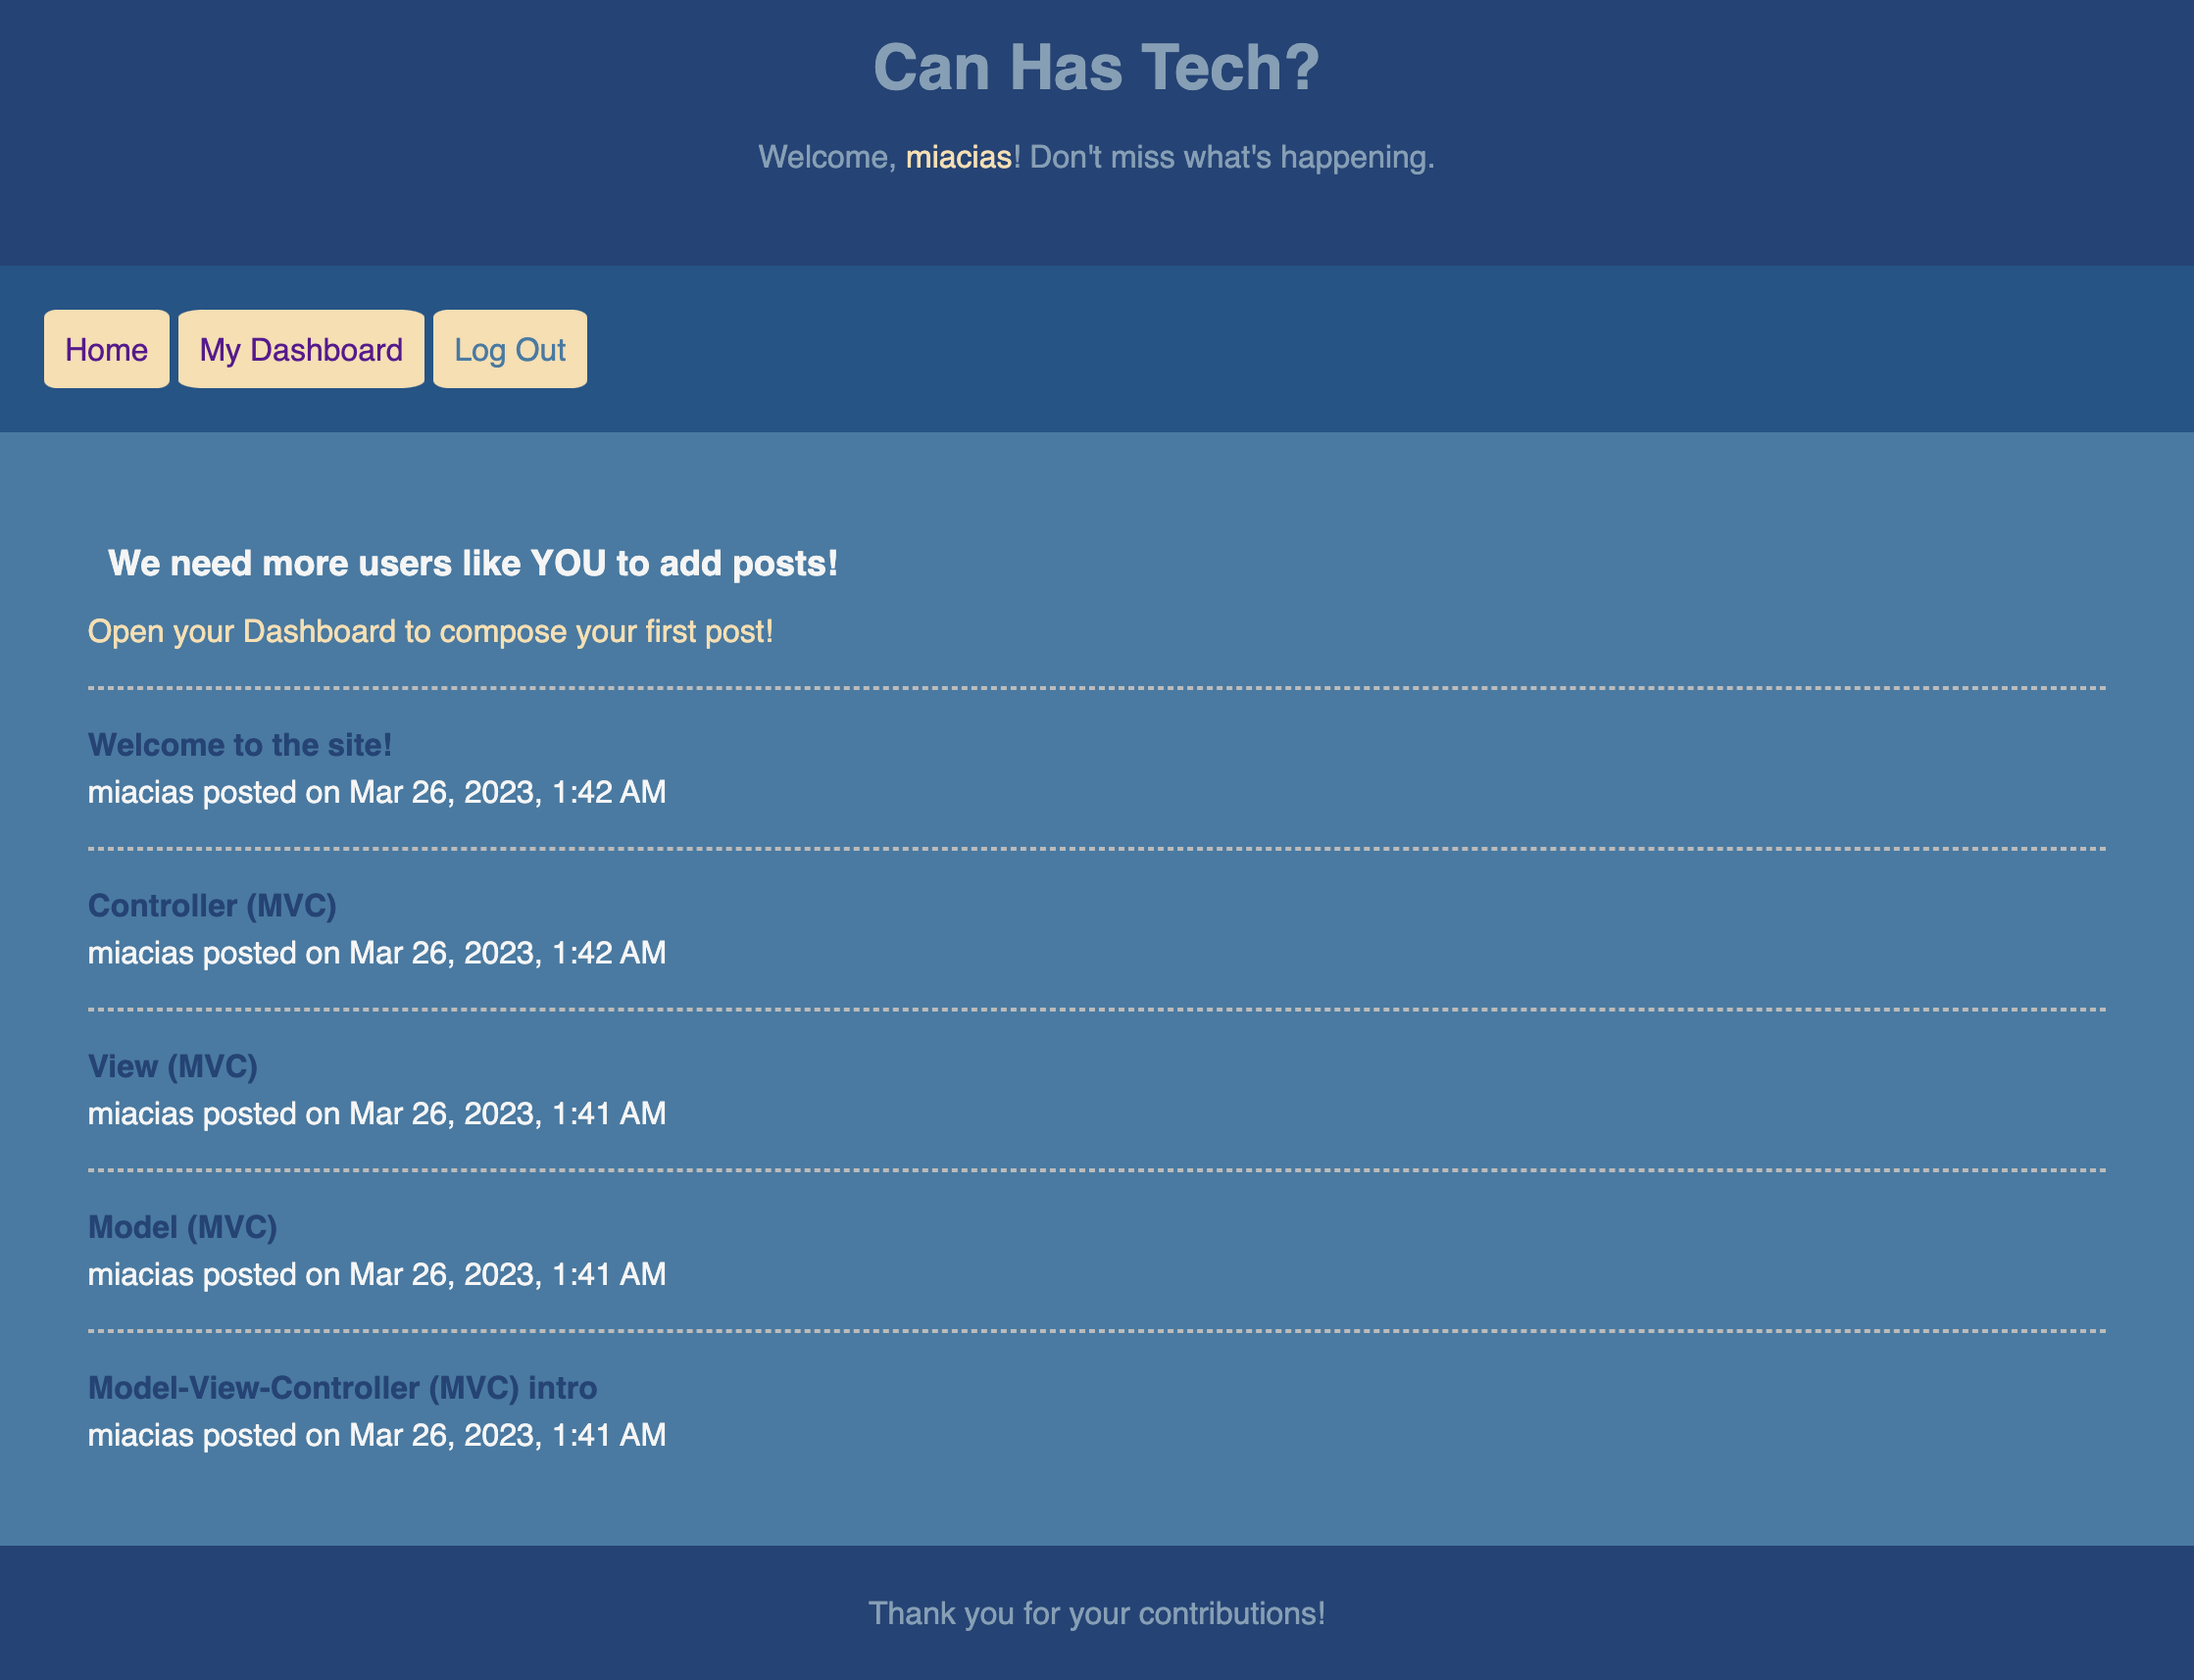 Can Has Tech?
Welcome, miacias! Don't miss what's happening.
Home My Dashboard Log Out
We need more users like YOU to add posts!
Open your Dashboard to compose your first post!
Welcome to the site!
miacias posted on Mar 26, 2023, 1:42 AM
Controller (MVC)
miacias posted on Mar 26, 2023, 1:42 AM
View (MVC)
miacias posted on Mar 26, 2023, 1:41 AM
Model (MVC)
miacias posted on Mar 26, 2023, 1:41 AM
Model-View-Controller (MVC) intro
miacias posted on Mar 26, 2023, 1:41 AM
Thank you for your contributions!